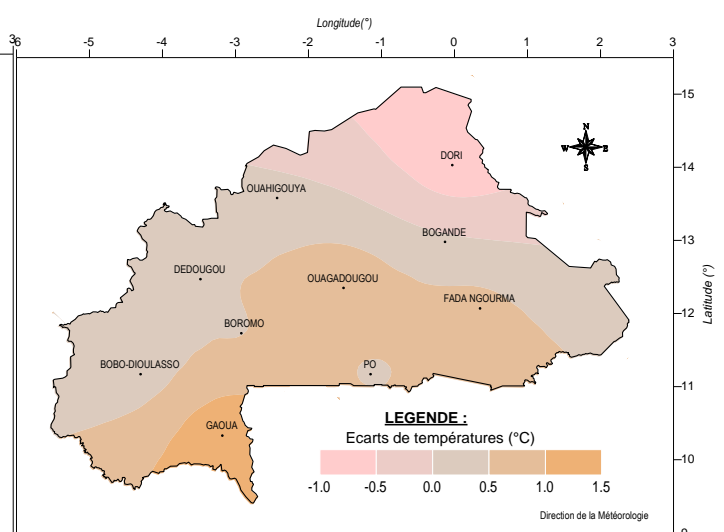 Longitude(°)
-6 -5 -4 -3 -2 -1 0 1 2 3
15
DORI
N
W E
S
14
OUAHIGOUYA
BOGANDE
13
DEDOUGOU
OUAGADOUGOU
Latitude (°)
FADA NGOURMA
12
BOROMO
BOBO-DIOULASSO
PO
11
LEGENDE :
GAOUA
Ecarts de températures (°C)
10
-1.0 -0.5 0.0 0.5 1.0 1.5
Direction de la Météorologie